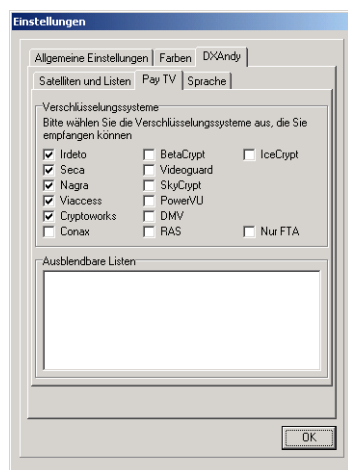 Einstellungen
Allgemeine Einstellungen Farben DXAndy
Satelliten und Listen Pay TV Sprache
Verschlüsselungssysteme
Bitte wählen Sie die Verschlüsselungssysteme aus, die Sie
empfangen können
Irdeto BetaCrypt IceCrypt
Seca Videoguard
Nagra SkyCrypt
Viaccess PowerVU
Cryptoworks DMV
Conax RAS Nur FTA
Ausblendbare Listen
OK